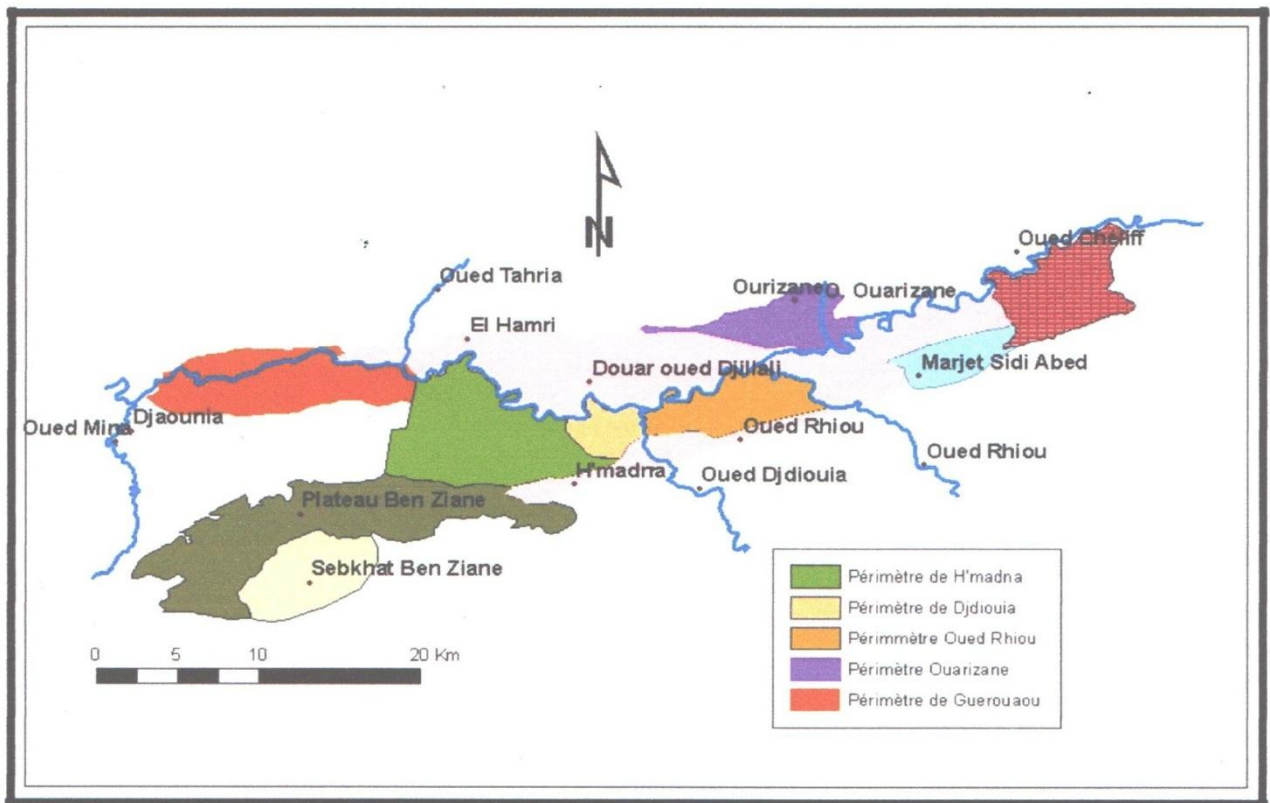 N
Oued Cheliff
Oued Tahria
Ourizane
O. Ouarizane
El Hamri
Douar oued Djillali
Marjet Sidi Abed
Djaounia
Oued Mina
Oued Rhiou
Oued Rhiou
H'madna
Oued Djdiouia
Plateau Ben Ziane
Sebkhat Ben Ziane
0 5 10 20 Km
Périmètre de H'madna
Périmètre de Djdiouia
Périmmètre Oued Rhiou
Périmètre Ouarizane
Périmètre de Guerouaou